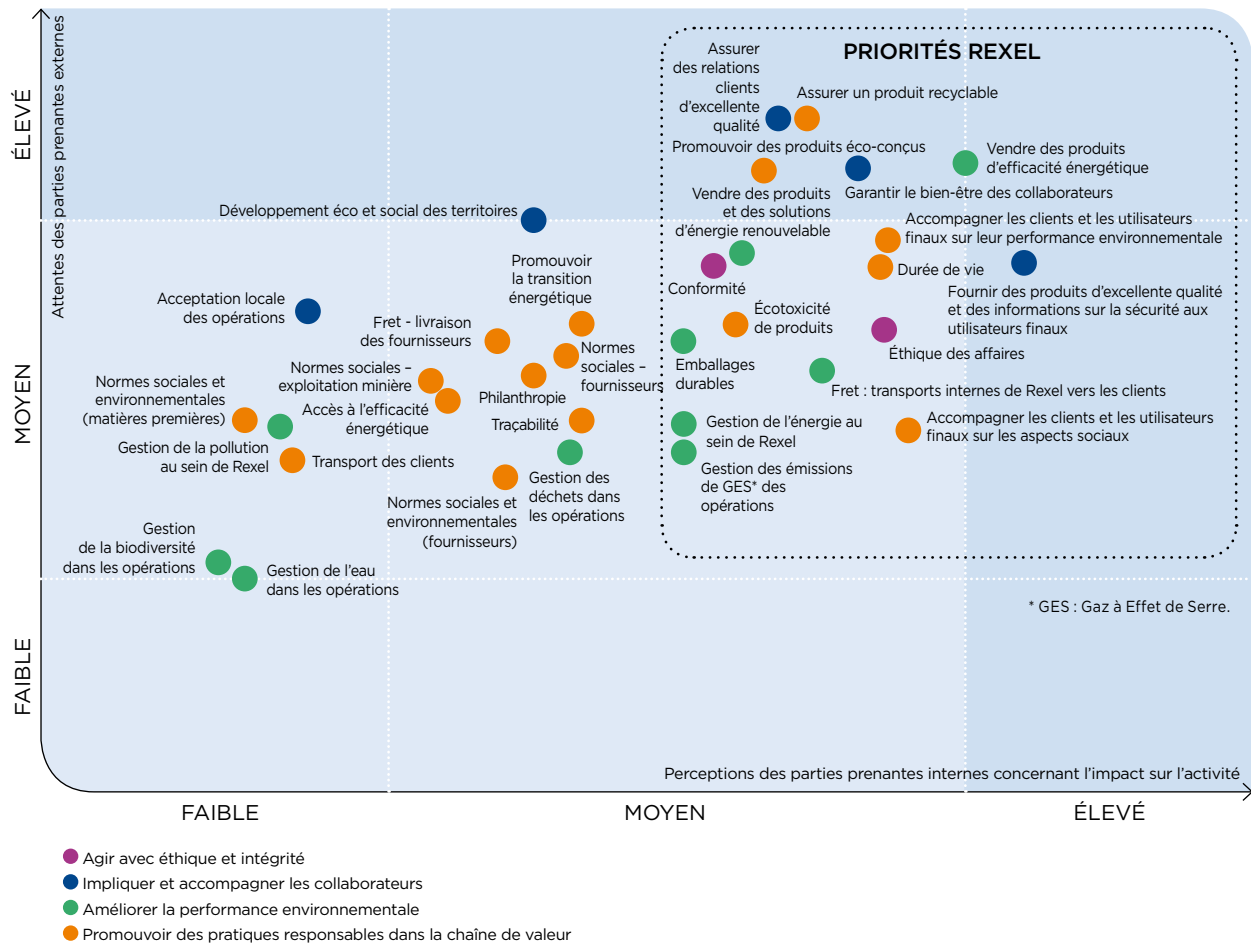 Attentes des parties prenantes externes
ÉLEVÉ
MOYEN
FAIBLE
PRIORITÉS REXEL
Assurer
des relations
clients
d'excellente
qualité
Assurer un produit recyclable
Promouvoir des produits éco-conçus
Vendre des produits
d'efficacité énergétique
Garantir le bien-être des collaborateurs
Vendre des produits
et des solutions
d'énergie renouvelable
Développement éco et social des territoires
Accompagner les clients et les utilisateurs
finaux sur leur performance environnementale
Durée de vie
Conformité
Promouvoir
la transition
énergétique
Fournir des produits d'excellente qualité
et des informations sur la sécurité aux
utilisateurs finaux
Acceptation locale
des opérations
Fret - livraison
des fournisseurs
Écotoxicité
de produits
Éthique des affaires
Normes
sociales –
fournisseurs
Emballages
durables
Normes sociales –
exploitation minière
Philanthropie
Fret : transports internes de Rexel vers les clients
Normes sociales et
environnementales
(matières premières)
Accès à l'efficacité
énergétique
Traçabilité
Gestion de l'énergie au
sein de Rexel
Accompagner les clients et les utilisateurs
finaux sur les aspects sociaux
Gestion de la pollution
au sein de Rexel
Transport des clients
Gestion des
déchets dans
les opérations
Gestion des émissions
de GES* des
opérations
Normes sociales et
environnementales
(fournisseurs)
Gestion
de la biodiversité
dans les opérations
Gestion de l'eau
dans les opérations
* GES : Gaz à Effet de Serre.
Perceptions des parties prenantes internes concernant l'impact sur l'activité
FAIBLE
MOYEN
ÉLEVÉ
Agir avec éthique et intégrité
Impliquer et accompagner les collaborateurs
Améliorer la performance environnementale
Promouvoir des pratiques responsables dans la chaîne de valeur